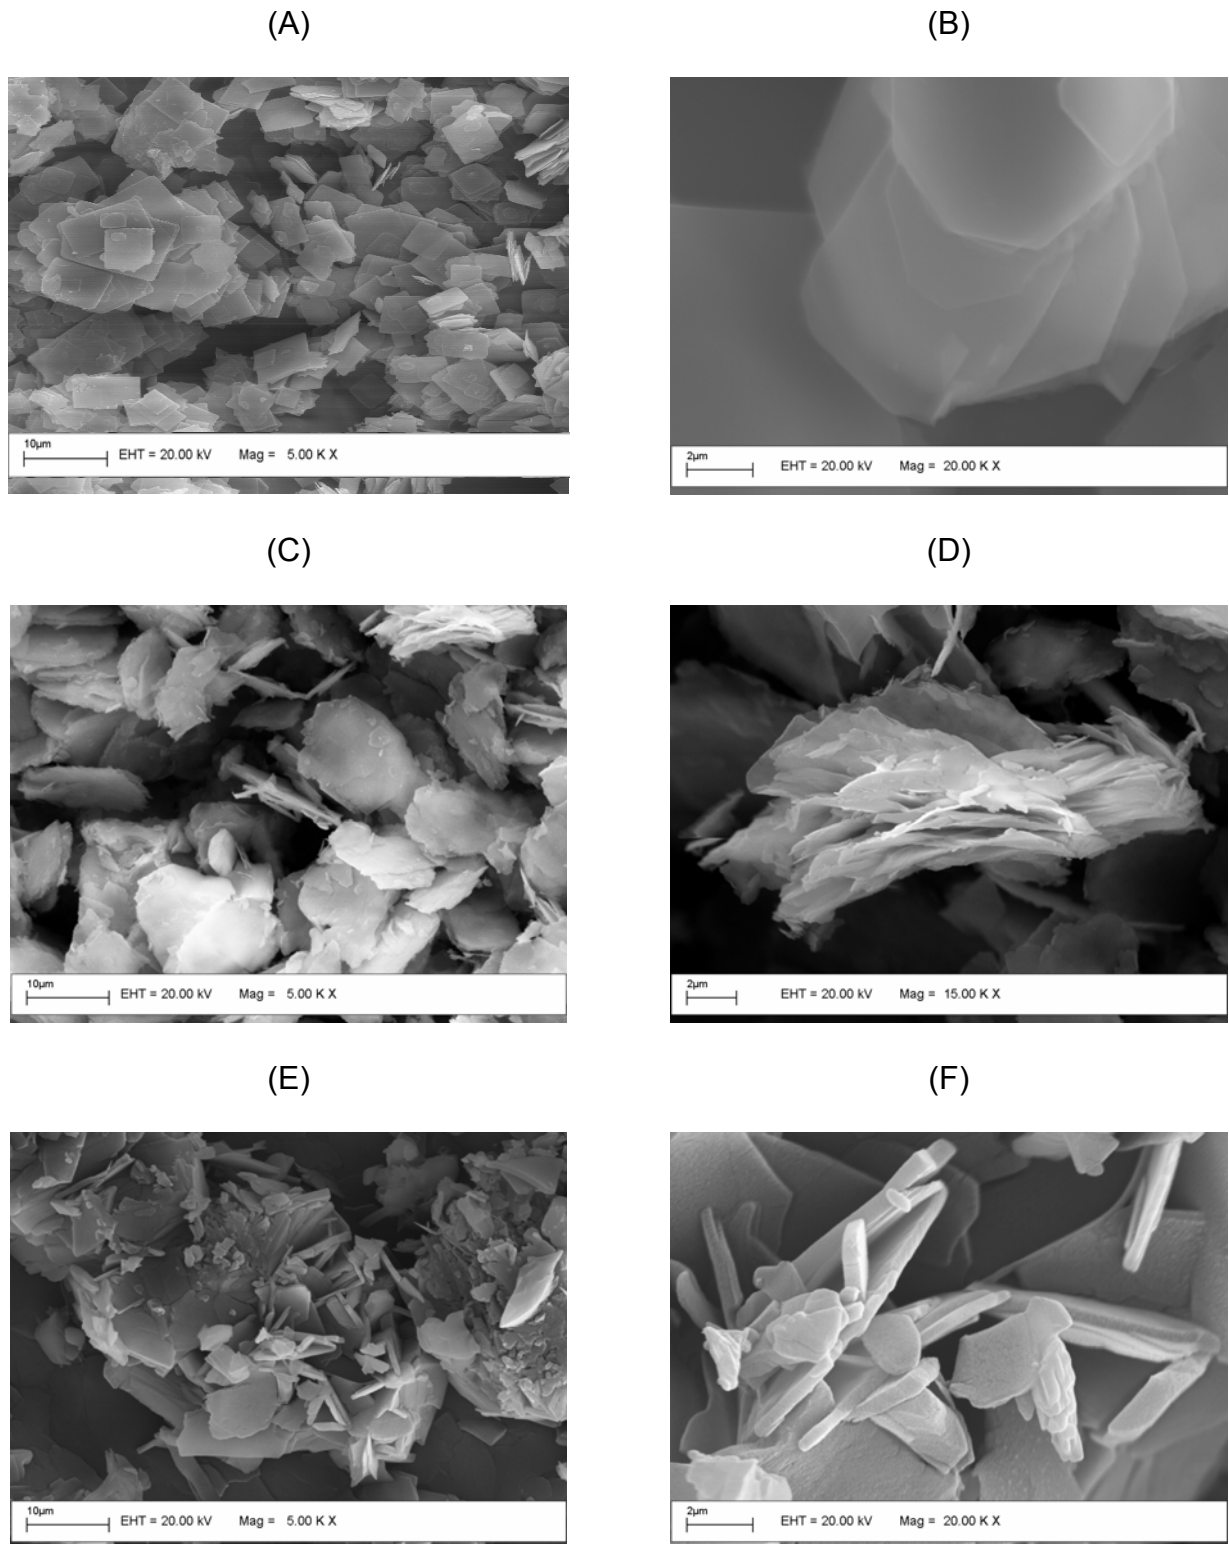 (A)
(B)
10µm
EHT = 20.00 kV Mag = 5.00 K X
2µm
EHT = 20.00 kV Mag = 20.00 K X
(C)
(D)
10µm
EHT = 20.00 kV Mag = 5.00 K X
2µm
EHT = 20.00 kV Mag = 15.00 K X
(E)
(F)
10µm
EHT = 20.00 kV Mag = 5.00 K X
2µm
EHT = 20.00 kV Mag = 20.00 K X